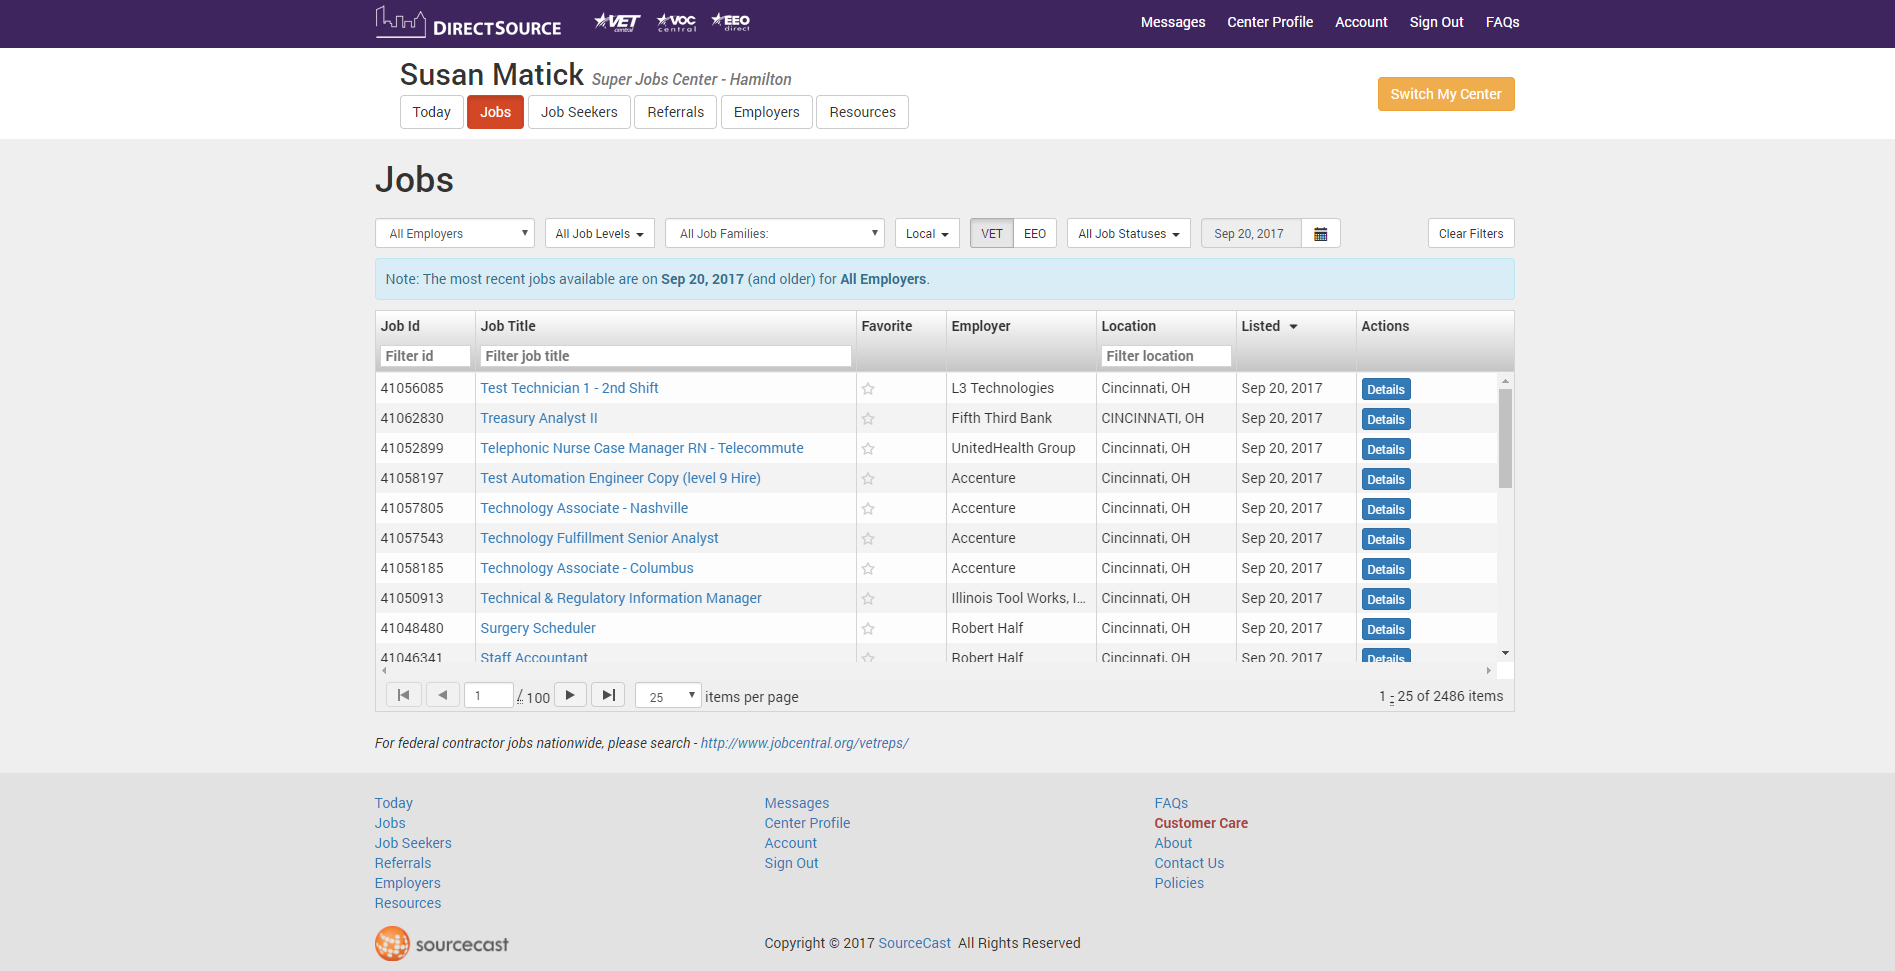 DIRECTSOURCE VET central VOC central EEO direct Messages Center Profile Account Sign Out FAQs
Susan Matick Super Jobs Center - Hamilton
Switch My Center
Today Jobs Job Seekers Referrals Employers Resources
Jobs
All Employers All Job Levels All Job Families: Local VET EEO All Job Statuses Sep 20, 2017 Clear Filters
Note: The most recent jobs available are on Sep 20, 2017 (and older) for All Employers.
Job Id Job Title Favorite Employer Location Listed Actions
Filter id Filter job title Filter location
41056085 Test Technician 1 - 2nd Shift L3 Technologies Cincinnati, OH Sep 20, 2017 Details
41062830 Treasury Analyst II Fifth Third Bank CINCINNATI, OH Sep 20, 2017 Details
41052899 Telephonic Nurse Case Manager RN - Telecommute UnitedHealth Group Cincinnati, OH Sep 20, 2017 Details
41058197 Test Automation Engineer Copy (level 9 Hire) Accenture Cincinnati, OH Sep 20, 2017 Details
41057805 Technology Associate - Nashville Accenture Cincinnati, OH Sep 20, 2017 Details
41057543 Technology Fulfillment Senior Analyst Accenture Cincinnati, OH Sep 20, 2017 Details
41058185 Technology Associate - Columbus Accenture Cincinnati, OH Sep 20, 2017 Details
41050913 Technical & Regulatory Information Manager Illinois Tool Works, I... Cincinnati, OH Sep 20, 2017 Details
41048480 Surgery Scheduler Robert Half Cincinnati, OH Sep 20, 2017 Details
41046341 Staff Accountant Robert Half Cincinnati, OH Sep 20, 2017 Details
1 / 100 25 items per page 1 - 25 of 2486 items
For federal contractor jobs nationwide, please search - http://www.jobcentral.org/vetreps/
Today Messages FAQs
Jobs Center Profile Customer Care
Job Seekers Account About
Referrals Sign Out Contact Us
Employers Policies
Resources
sourcecast Copyright © 2017 SourceCast All Rights Reserved